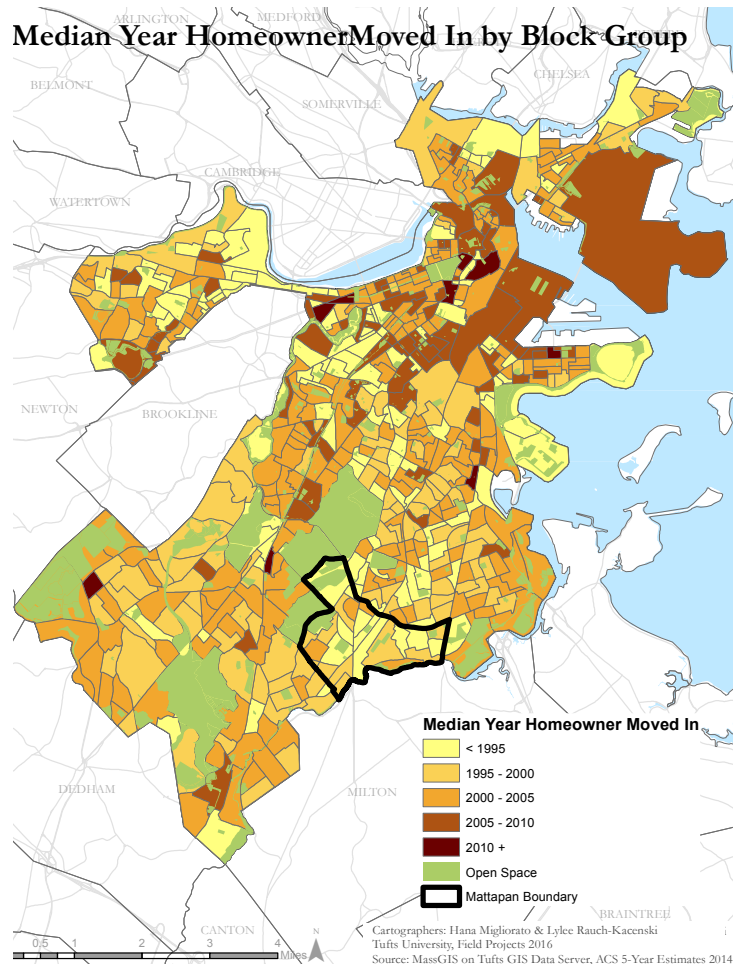 ARLINGTON
MEDFORD
Median Year HomeownerMoved In by Block Group
CHELSEA
BELMONT
SOMERVILLE
CAMBRIDGE
WATERTOWN
NEWTON
BROOKLINE
Median Year Homeowner Moved In
< 1995
1995 - 2000
2000 - 2005
2005 - 2010
2010 +
Open Space
Mattapan Boundary
DEDHAM
MILTON
BRAINTREE
CANTON
N
0.5 1 2 3 4
Miles
Cartographers: Hana Migliorato & Lylee Rauch-Kacenski
Tufts University, Field Projects 2016
Source: MassGIS on Tufts GIS Data Server, ACS 5-Year Estimates 2014